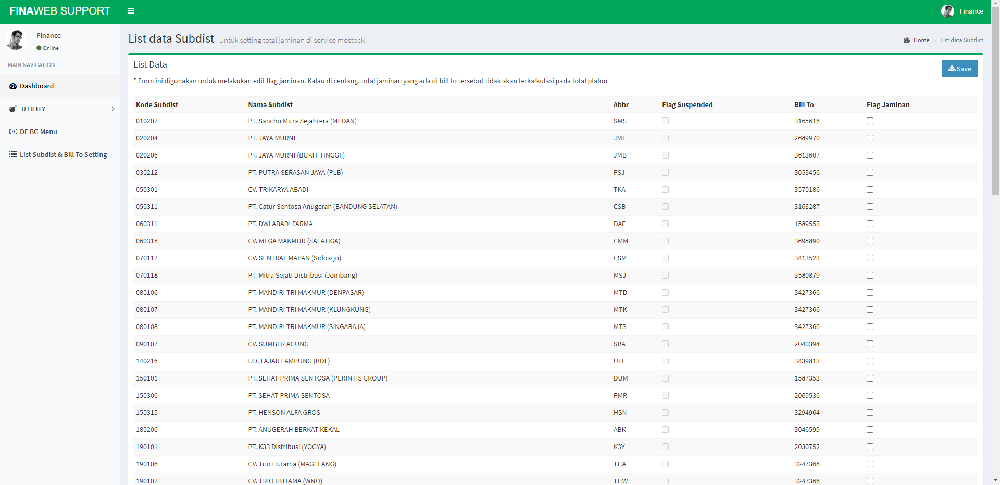 FINAWEB SUPPORT
Finance
Finance
Online
MAIN NAVIGATION
Dashboard
UTILITY
DF BG Menu
List Subdist & Bill To Setting
List data Subdist Untuk setting total jaminan di service mostock
Home > List data Subdist
List Data
Save
* Form ini digunakan untuk melakukan edit flag jaminan. Kalau di centang, total jaminan yang ada di bill to tersebut tidak akan terkalkulasi pada total plafon
Kode Subdist Nama Subdist Abbr Flag Suspended Bill To Flag Jaminan
010207 PT. Sancho Mitra Sejahtera (MEDAN) SMS 3165616
020204 PT. JAYA MURNI JMI 2689970
020206 PT. JAYA MURNI (BUKIT TINGGIi) JMB 3613607
030212 PT. PUTRA SERASAN JAYA (PLB) PSJ 3653456
050301 CV. TRIKARYA ABADI TKA 3570186
050311 PT. Catur Sentosa Anugerah (BANDUNG SELATAN) CSB 3163287
060311 PT. DWI ABADI FARMA DAF 1589553
060318 CV. MEGA MAKMUR (SALATIGA) CMM 3695890
070117 CV. SENTRAL MAPAN (Sidoarjo) CSM 3413523
070118 PT. Mitra Sejati Distribusi (Jombang) MSJ 3580879
080106 PT. MANDIRI TRI MAKMUR (DENPASAR) MTD 3427366
080107 PT. MANDIRI TRI MAKMUR (KLUNGKUNG) MTK 3427366
080108 PT. MANDIRI TRI MAKMUR (SINGARAJA) MTS 3427366
090107 CV. SUMBER AGUNG SBA 2040394
140216 UD. FAJAR LAMPUNG (BDL) UFL 3439813
150101 PT. SEHAT PRIMA SENTOSA (PERINTIS GROUP) DUM 1587353
150306 PT. SEHAT PRIMA SENTOSA PMR 2069536
150315 PT. HENSON ALFA GROS HSN 3294964
180206 PT. ANUGERAH BERKAT KEKAL ABK 3046599
190101 PT. K33 Distribusi (YOGYA) K3Y 2030752
190106 CV. Trio Hutama (MAGELANG) THA 3247366
190107 CV. TRIO HUTAMA (WNO) THW 3247366